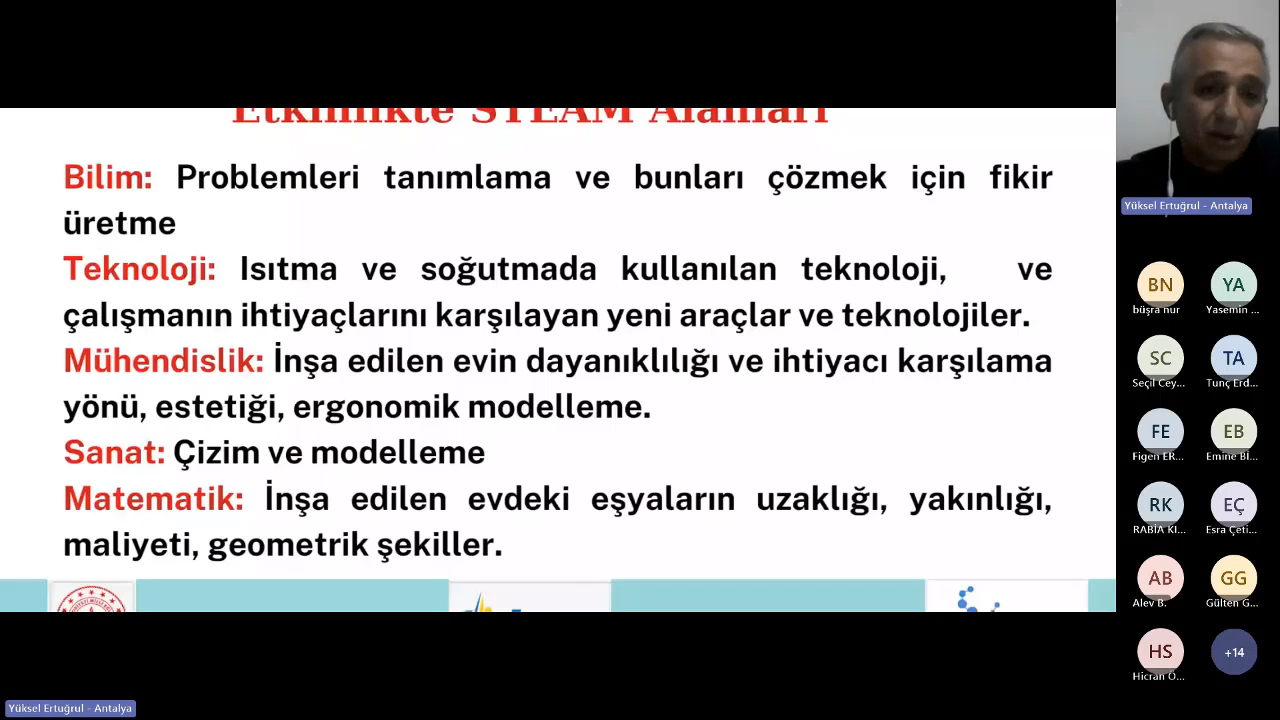 Etkinlikte STEAM Alanları
Bilim: Problemleri tanımlama ve bunları çözmek için fikir
üretme
Teknoloji: Isıtma ve soğutmada kullanılan teknoloji, ve
çalışmanın ihtiyaçlarını karşılayan yeni araçlar ve teknolojiler.
Mühendislik: İnşa edilen evin dayanıklılığı ve ihtiyacı karşılama
yönü, estetiği, ergonomik modelleme.
Sanat: Çizim ve modelleme
Matematik: İnşa edilen evdeki eşyaların uzaklığı, yakınlığı,
maliyeti, geometrik şekiller.
Yüksel Ertuğrul - Antalya
Yüksel Ertuğrul - Antalya
BN
büşra nur
YA
Yasemin ...
SC
Seçil Cey...
TA
Tunç Erd...
FE
Figen ER...
EB
Emine Bİ...
RK
RABİA KI...
EÇ
Esra Çeti...
AB
Alev B.
GG
Gülten G...
HS
Hicran Ö...
+14